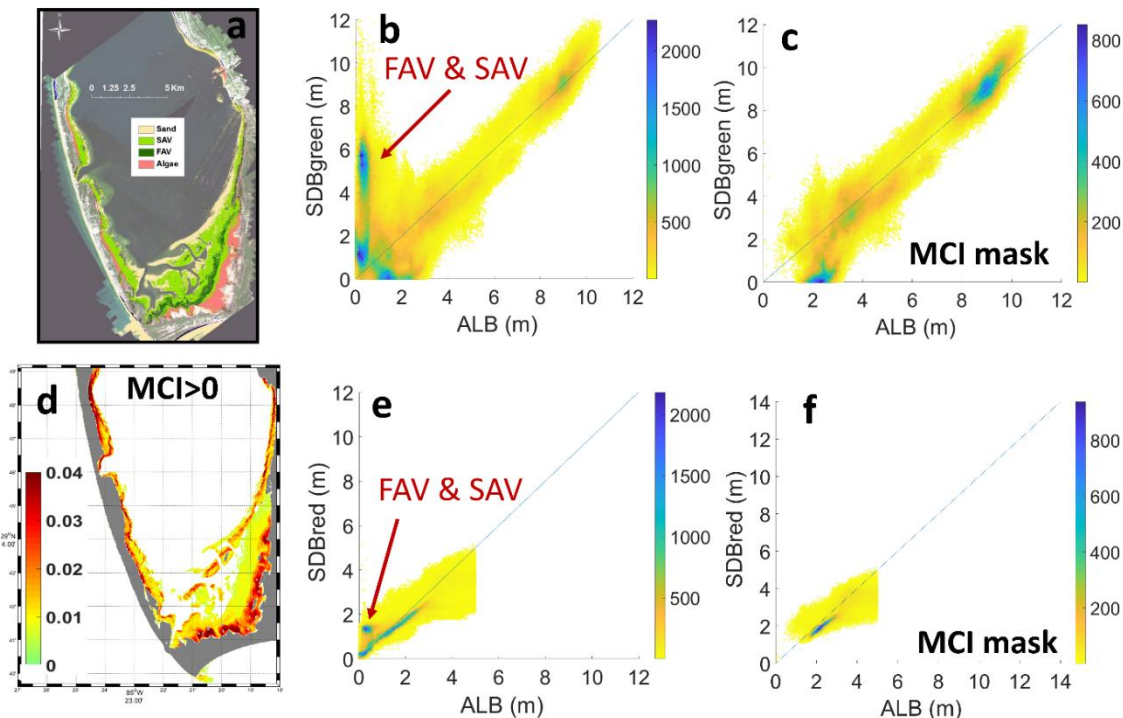 a
N
0 1.25 2.5 5 Km
Sand
SAV
FAV
Algae
b
FAV & SAV
SDBgreen (m)
12
10
8
6
4
2
0
0 2 4 6 8 10 12
ALB (m)
2000
1500
1000
500
c
SDBgreen (m)
12
10
8
6
4
2
0
0 2 4 6 8 10 12
ALB (m)
MCI mask
800
600
400
200
d
MCI>0
0.04
0.03
0.02
0.01
0
85°W
23.00'
e
FAV & SAV
SDBred (m)
12
10
8
6
4
2
0
0 2 4 6 8 10 12
ALB (m)
2000
1500
1000
500
f
SDBred (m)
14
12
10
8
6
4
2
0
0 2 4 6 8 10 12 14
ALB (m)
MCI mask
800
600
400
200